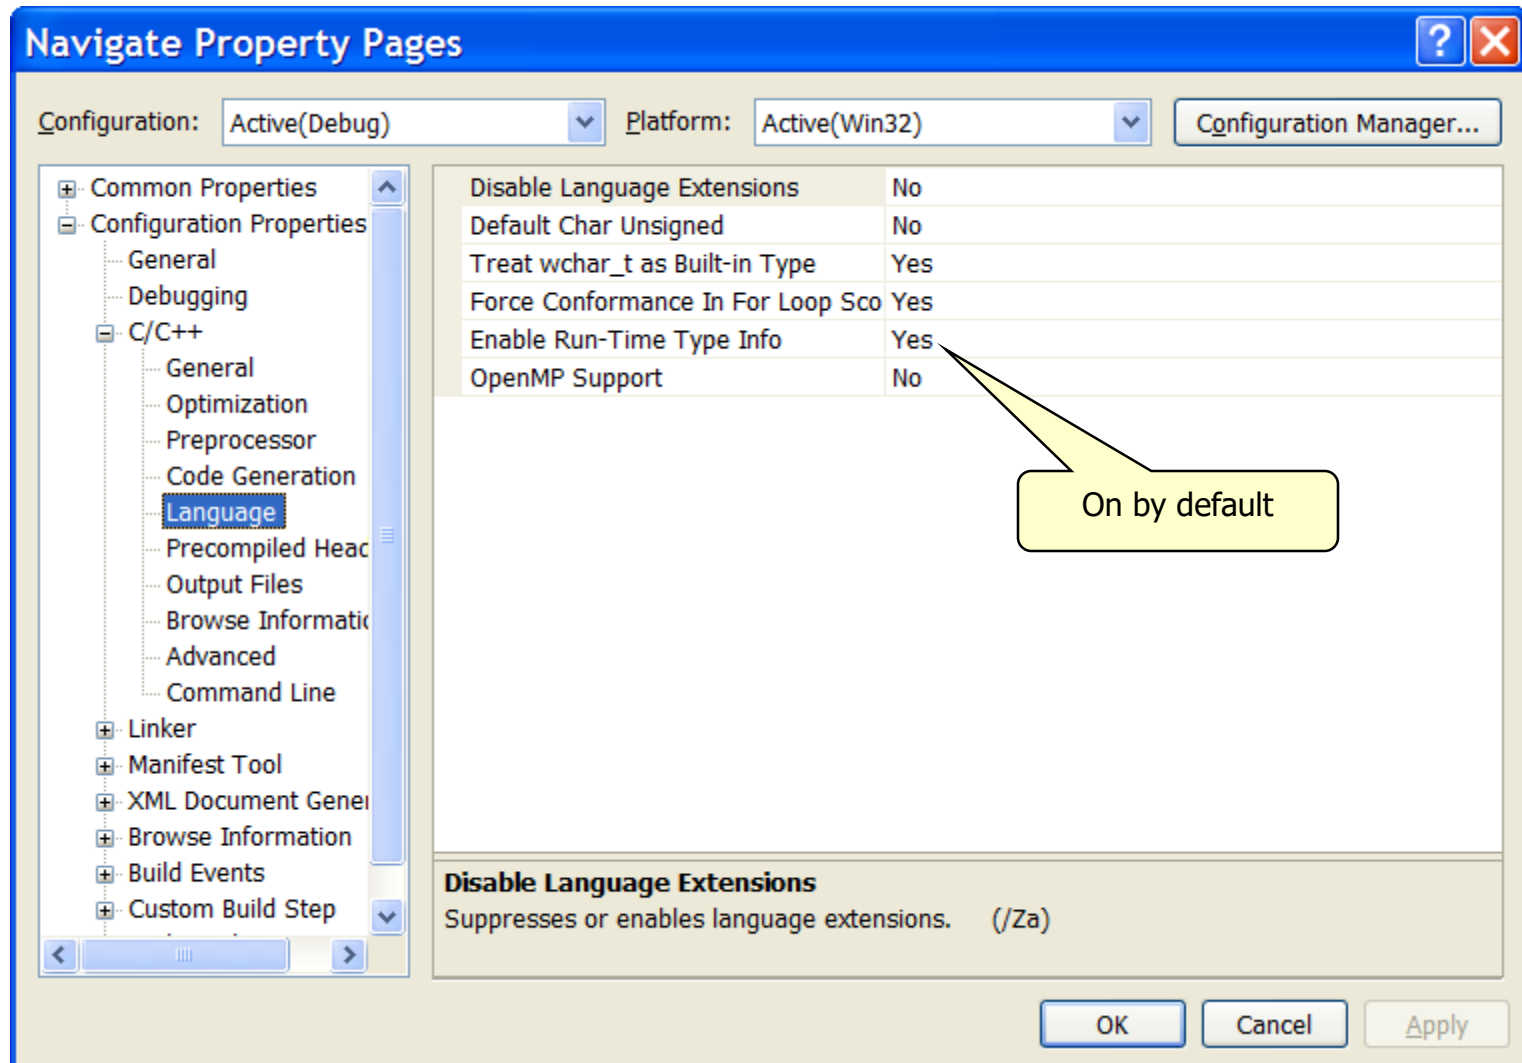 Navigate Property Pages
Configuration: Active(Debug) Platform: Active(Win32) Configuration Manager...
Common Properties
Configuration Properties
General
Debugging
C/C++
General
Optimization
Preprocessor
Code Generation
Language
Precompiled Head
Output Files
Browse Informatio
Advanced
Command Line
Linker
Manifest Tool
XML Document Gener
Browse Information
Build Events
Custom Build Step
Disable Language Extensions No
Default Char Unsigned No
Treat wchar_t as Built-in Type Yes
Force Conformance In For Loop Sco Yes
Enable Run-Time Type Info Yes
OpenMP Support No
On by default
Disable Language Extensions
Suppresses or enables language extensions. (/Za)
OK Cancel Apply